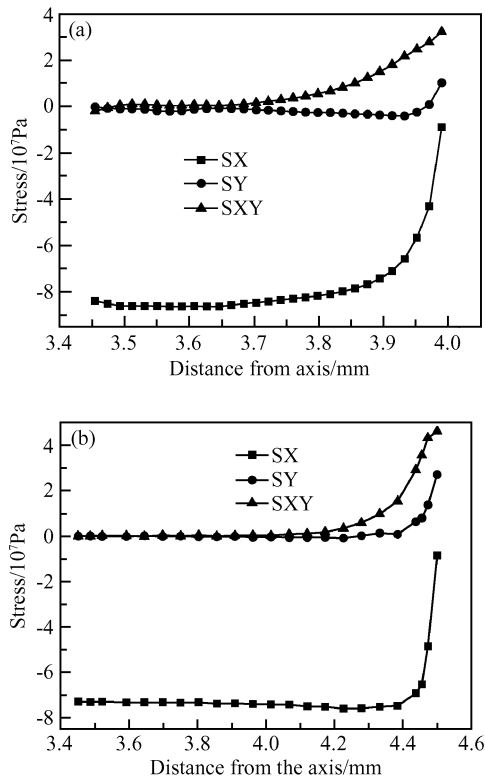 (a)
4
2
0
-2
-4
-6
-8
Stress/10⁷Pa
SX
SY
SXY
3.4 3.5 3.6 3.7 3.8 3.9 4.0
Distance from axis/mm
(b)
4
2
0
-2
-4
-6
-8
Stress/10⁷Pa
SX
SY
SXY
3.4 3.6 3.8 4.0 4.2 4.4 4.6
Distance from the axis/mm